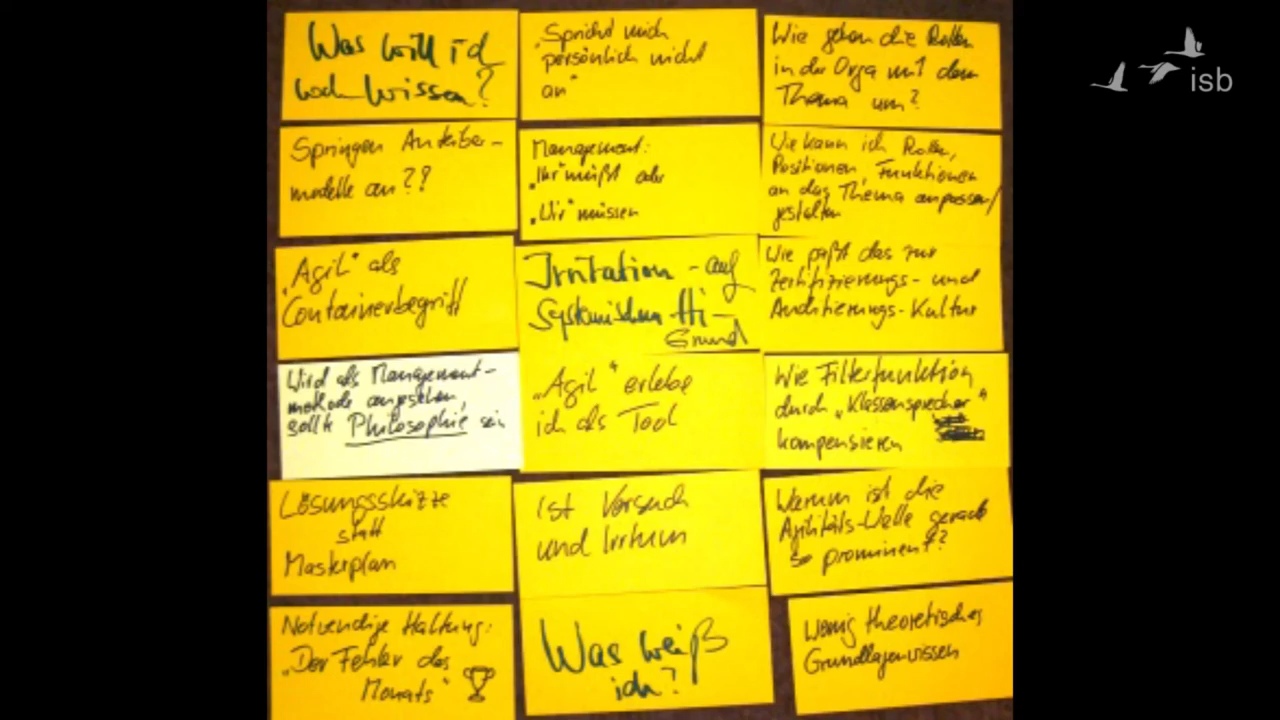 Was will ich
noch wissen?
Springen Anbieter-
modelle an??
„Agil" als
Containerbegriff
Wird als Management-
methode angesehen,
sollte Philosophie sein
Lösungsskizze
statt
Masterplan
Notwendige Haltung:
„Der Fehler des
Monats"
„Spricht mich
persönlich nicht
an"
Management:
„Ihr" müßt oder
„Wir" müssen
Irritation - auf
Systemischem Hi-
Grund
„Agil" erlebe
ich als Tool
Ist Versuch
und Irrtum
Was weiß
ich?
Wie gehen die Rollen
in der Orga mit dem
Thema um?
Wie kann ich Rollen,
Positionen, Funktionen
an das Thema anpassen/
gestalten
Wie paßt das zur
Zertifizierungs- und
Auditierungs-Kultur
Wie Filterfunktion
durch „Klassensprecher"
kompensieren
Warum ist die
Agilitäts-Welle gerade
so prominent?
Wenig theoretisches
Grundlagenwissen
isb